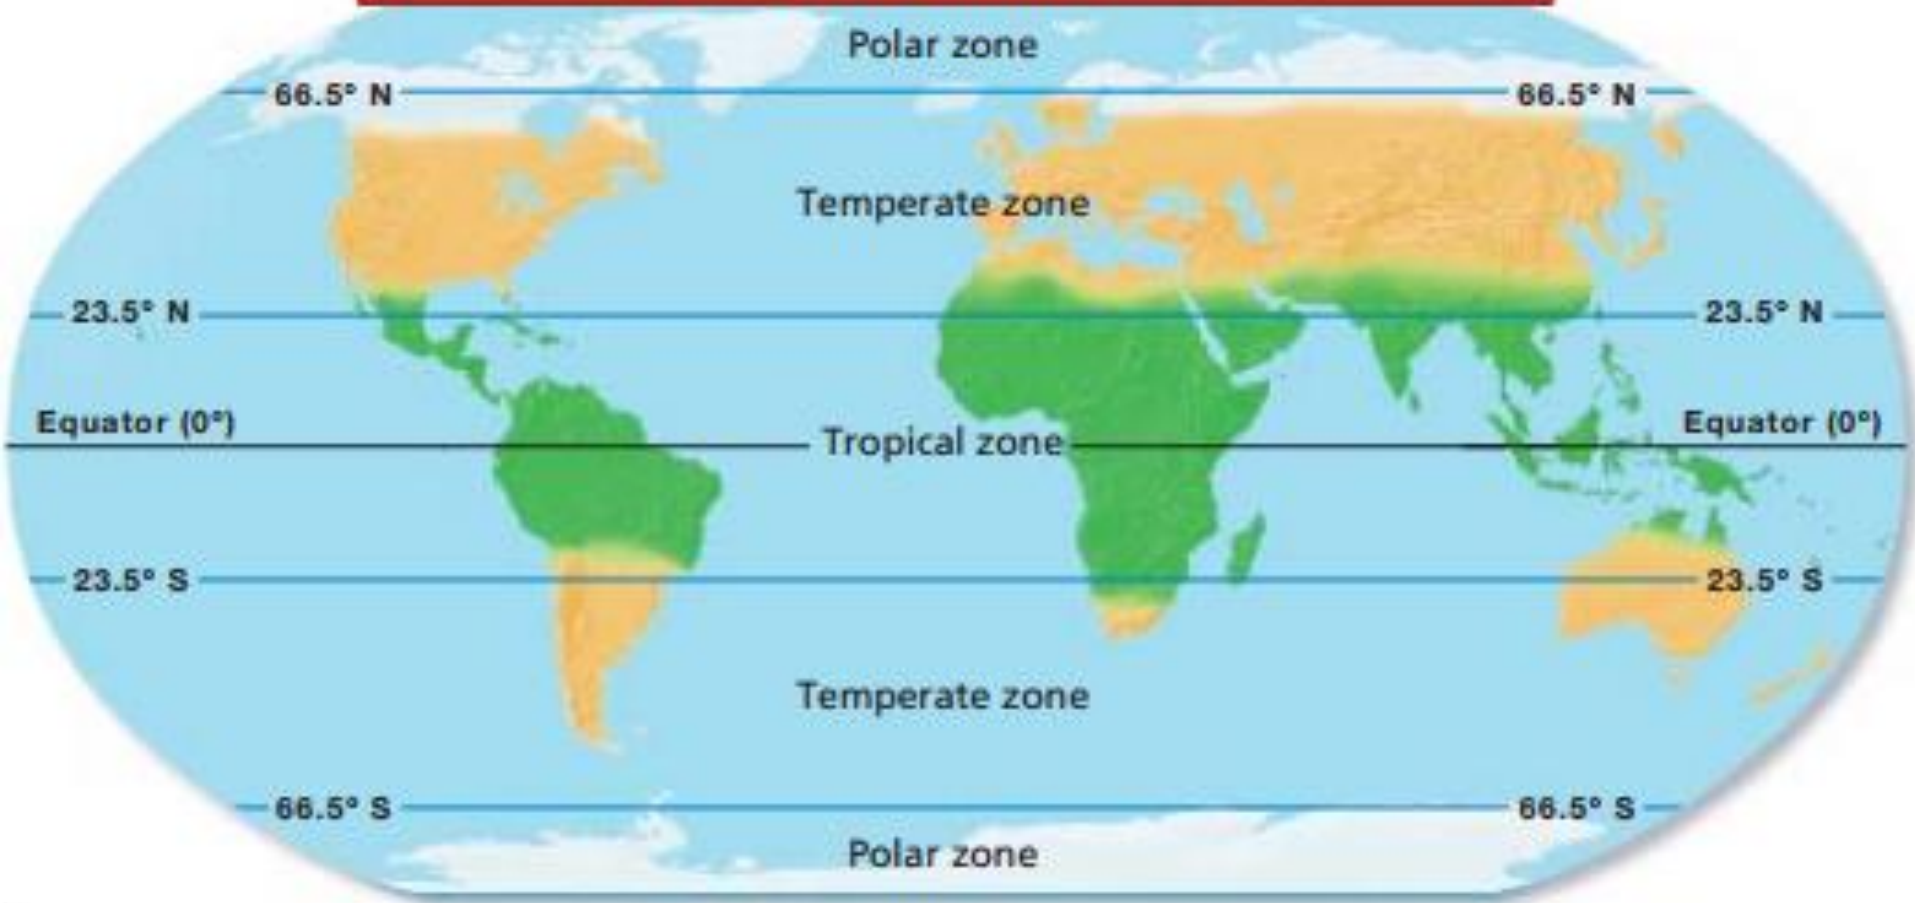 Polar zone
66.5° N
66.5° N
Temperate zone
23.5° N
23.5° N
Equator (0°)
Equator (0°)
Tropical zone
23.5° S
23.5° S
Temperate zone
66.5° S
66.5° S
Polar zone